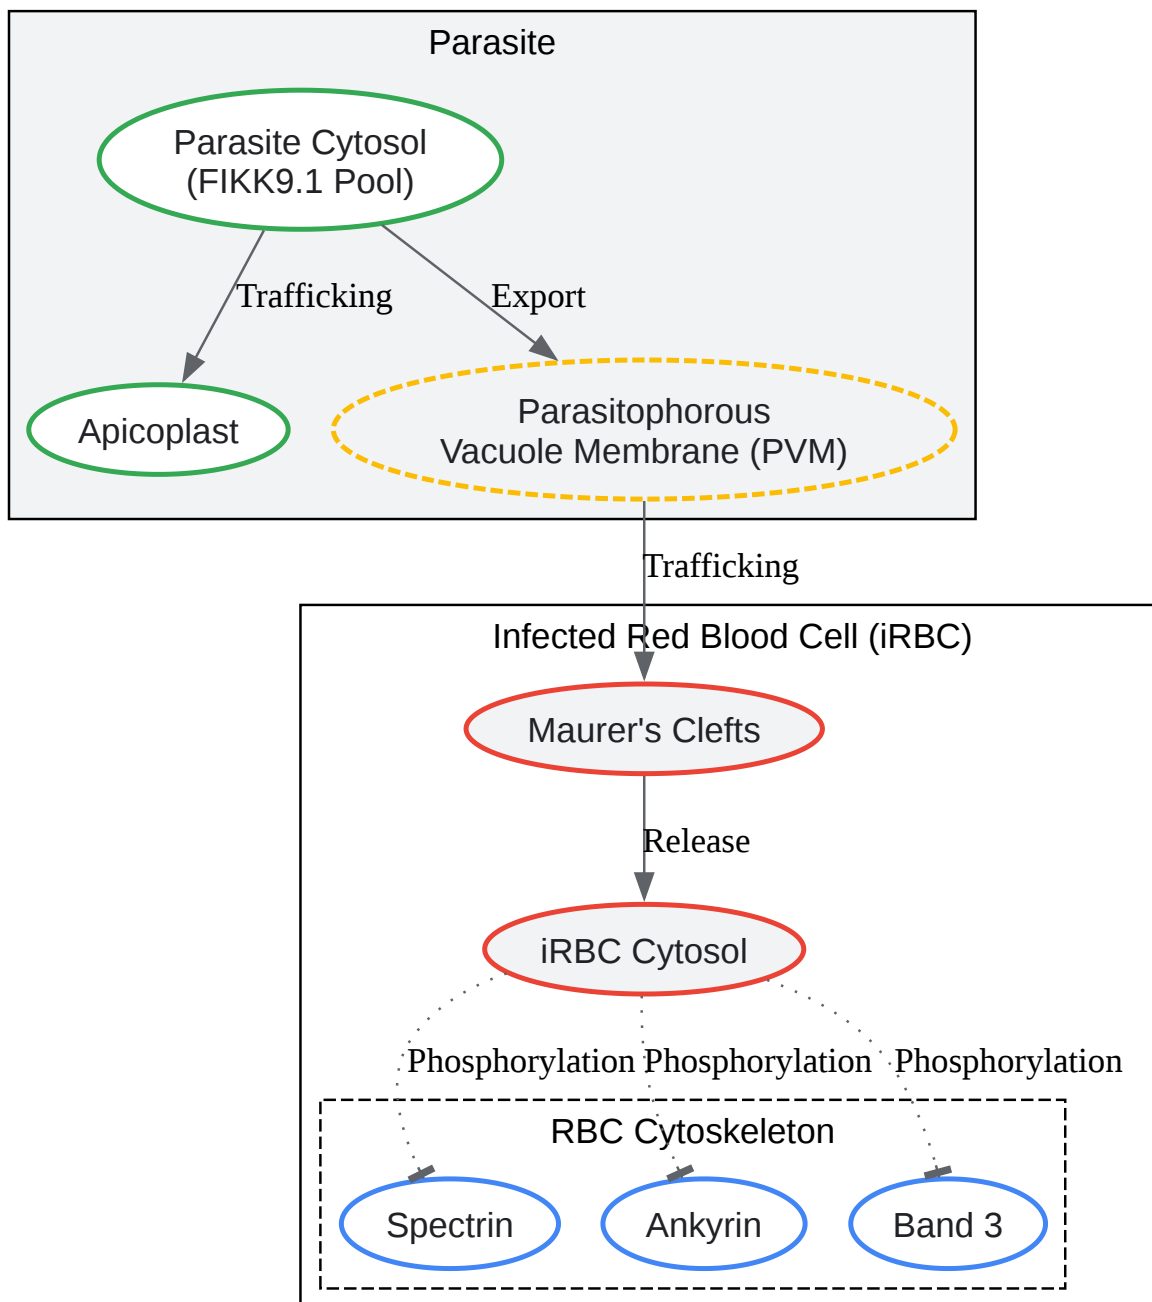 Parasite
Parasite Cytosol
(FIKK9.1 Pool)
Trafficking
Export
Apicoplast
Parasitophorous
Vacuole Membrane (PVM)
Trafficking
Infected Red Blood Cell (iRBC)
Maurer's Clefts
Release
iRBC Cytosol
Phosphorylation
Phosphorylation
Phosphorylation
RBC Cytoskeleton
Spectrin
Ankyrin
Band 3